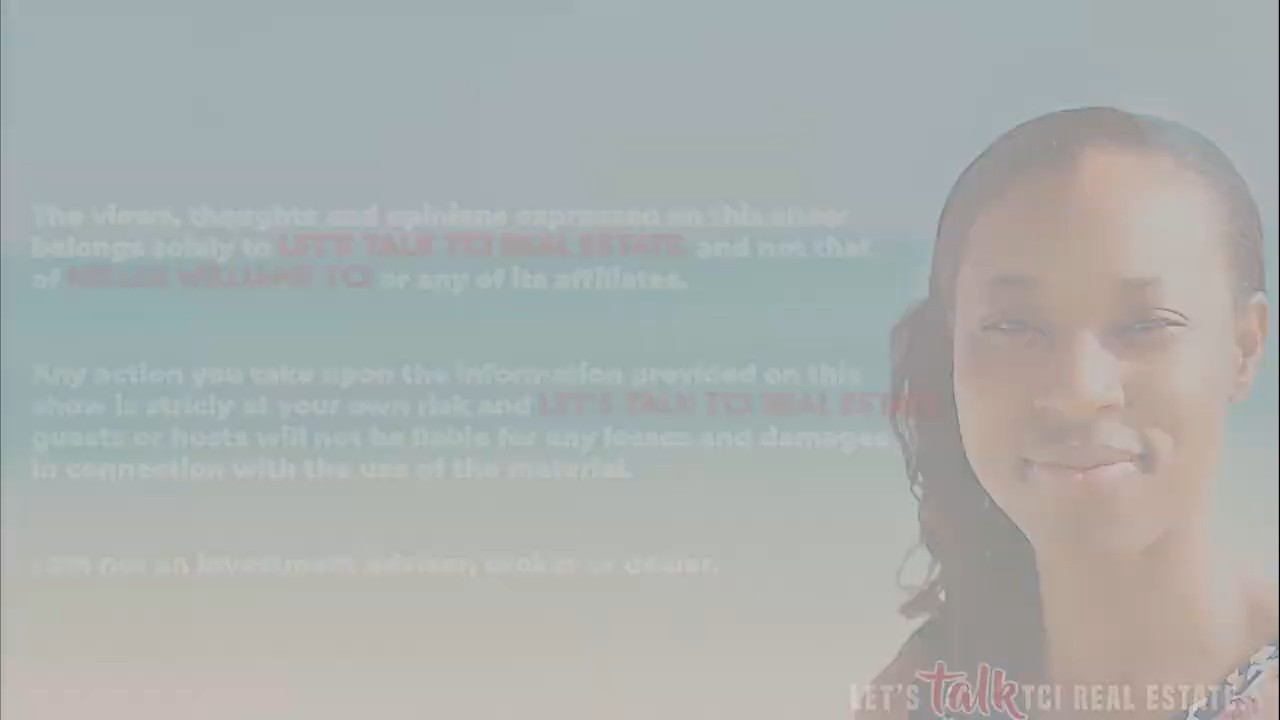 The views, thoughts and opinions expressed on this show
belongs solely to LET'S TALK TCI REAL ESTATE and not that
of KELLER WILLIAMS TCI or any of its affiliates.
Any action you take upon the information provided on this
show is stricly at your own risk and LET'S TALK TCI REAL ESTATE
guests or hosts will not be liable for any losses and damages
in connection with the use of the material.
I am not an investment advisor, broker or dealer.
LET'S talk TCI REAL ESTATE